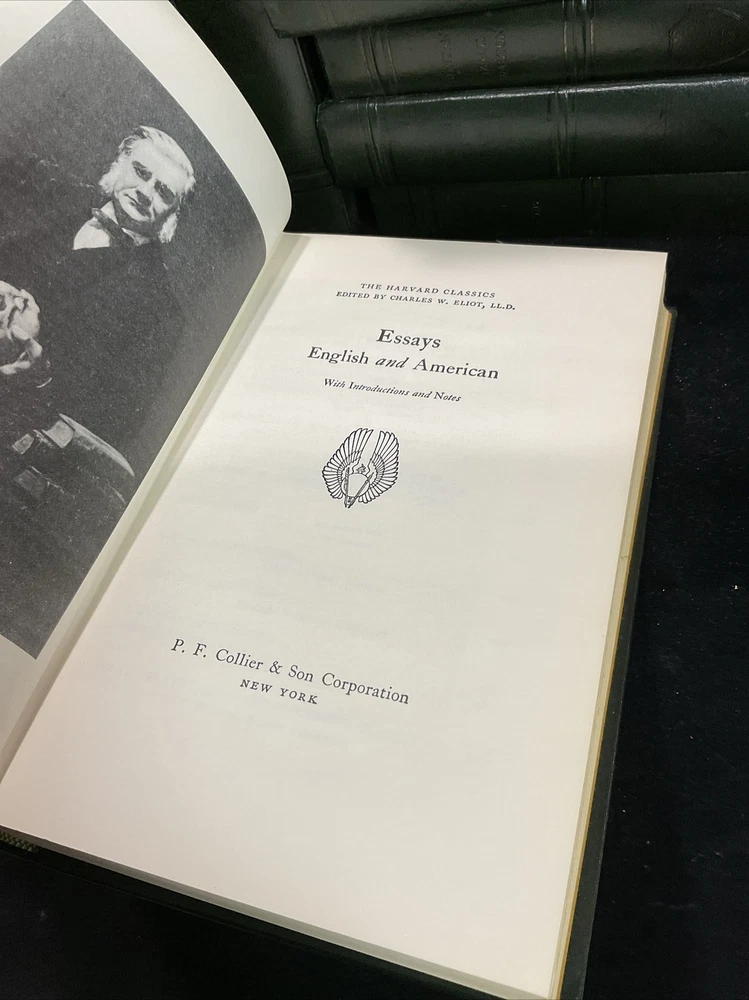 THE HARVARD CLASSICS
EDITED BY CHARLES W. ELIOT, LL.D.
Essays
English and American
With Introductions and Notes
P. F. Collier & Son Corporation
NEW YORK